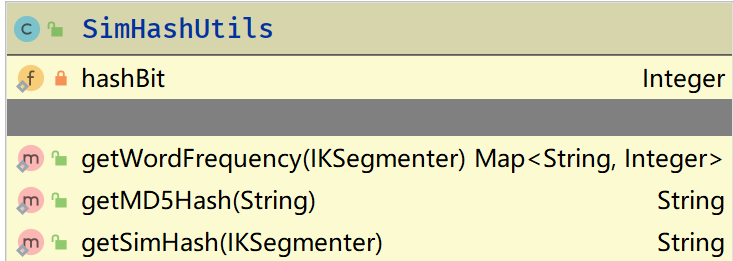 SimHashUtils
hashBit Integer
getWordFrequency(IKSegmenter) Map<String, Integer>
getMD5Hash(String) String
getSimHash(IKSegmenter) String